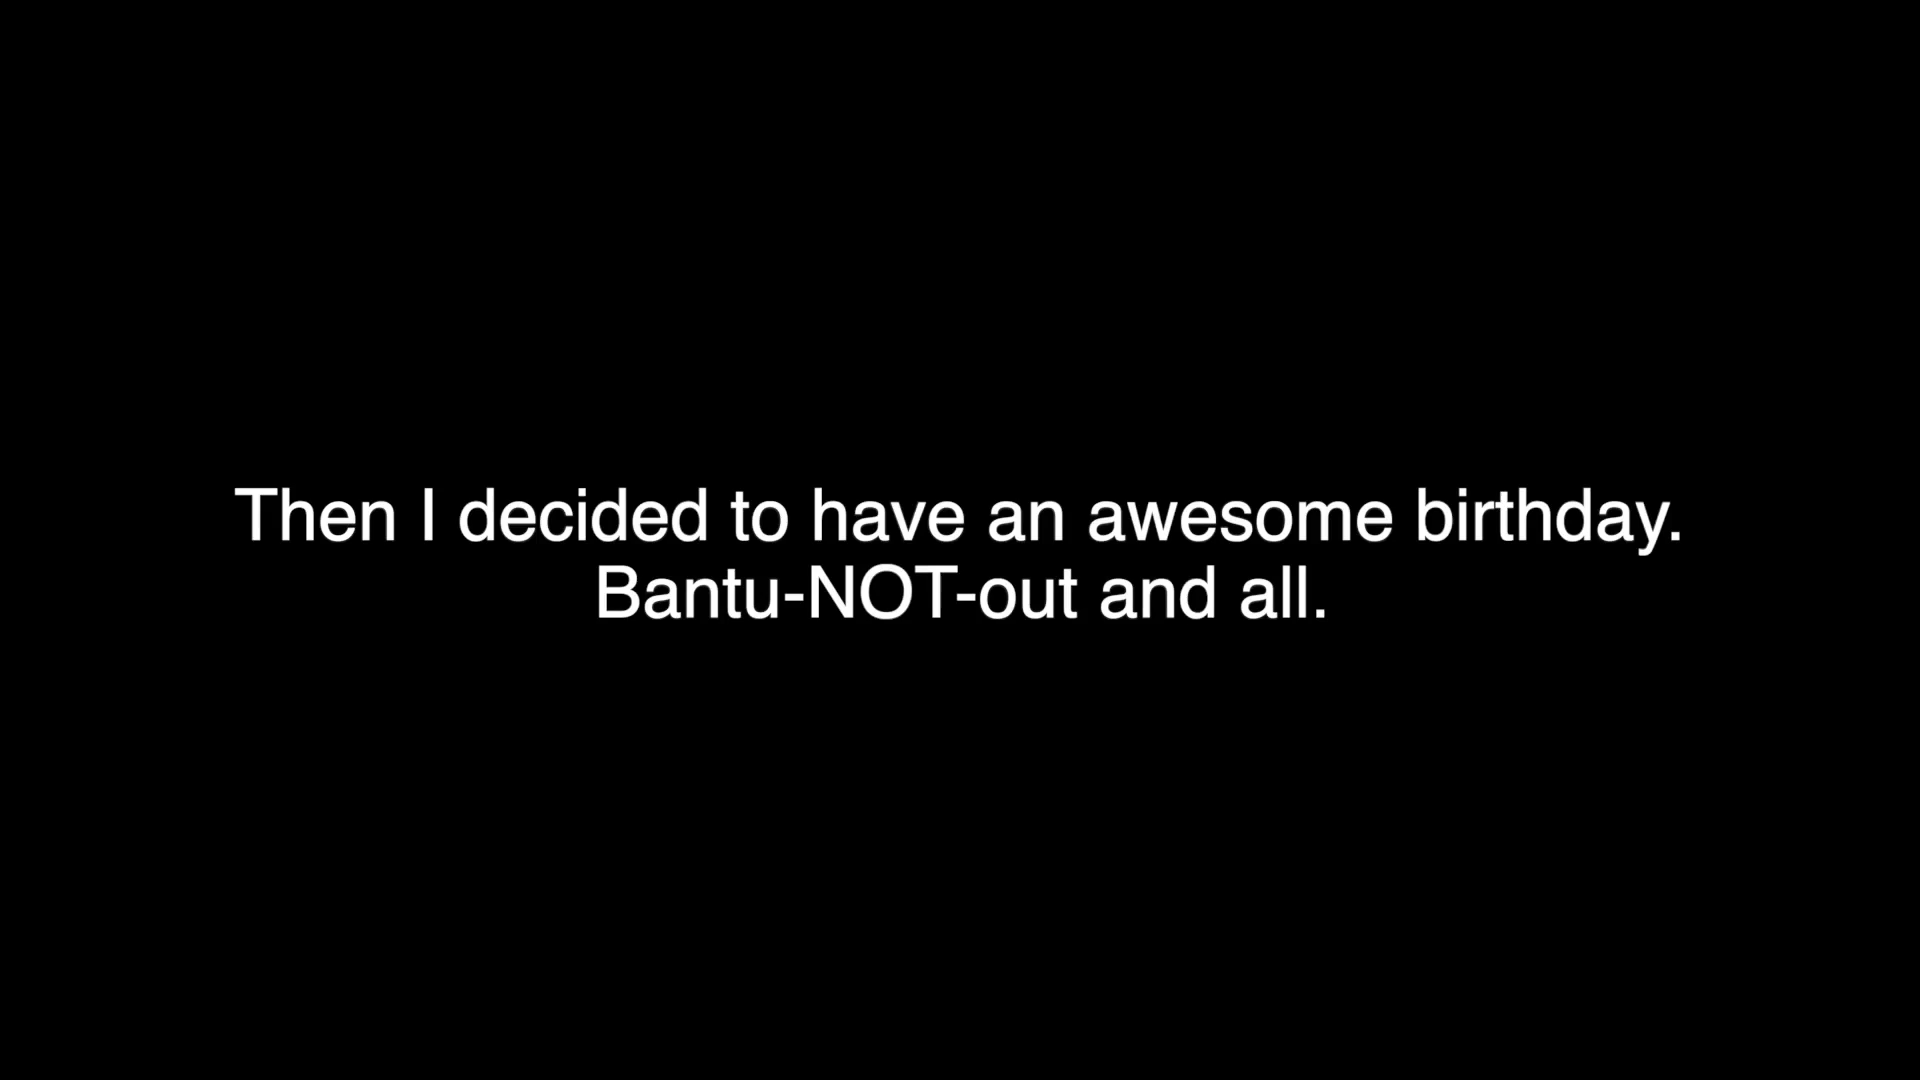 Then I decided to have an awesome birthday.
Bantu-NOT-out and all.